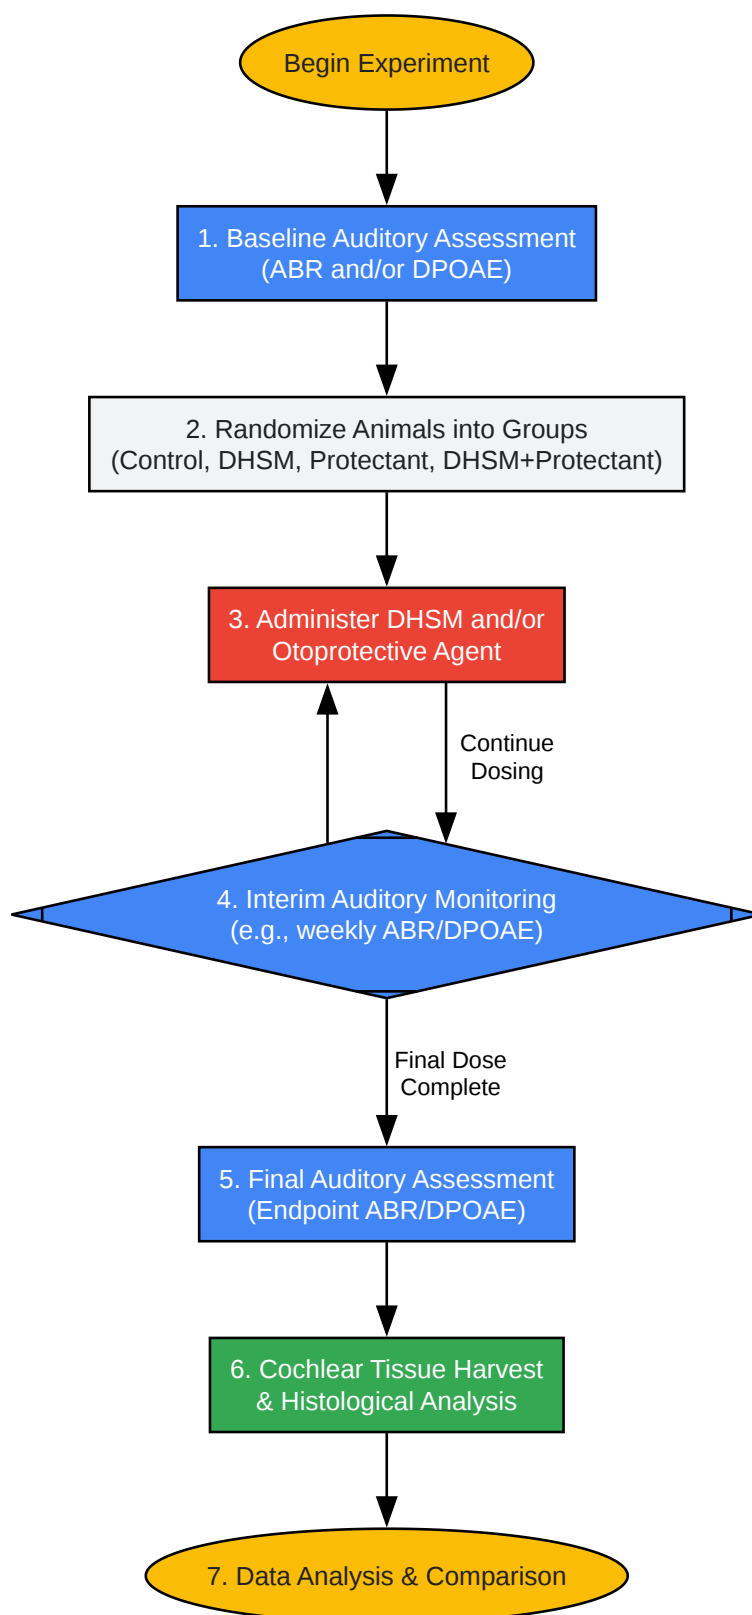 Begin Experiment
1. Baseline Auditory Assessment
(ABR and/or DPOAE)
2. Randomize Animals into Groups
(Control, DHSM, Protectant, DHSM+Protectant)
3. Administer DHSM and/or
Otoprotective Agent
Continue
Dosing
4. Interim Auditory Monitoring
(e.g., weekly ABR/DPOAE)
Final Dose
Complete
5. Final Auditory Assessment
(Endpoint ABR/DPOAE)
6. Cochlear Tissue Harvest
& Histological Analysis
7. Data Analysis & Comparison